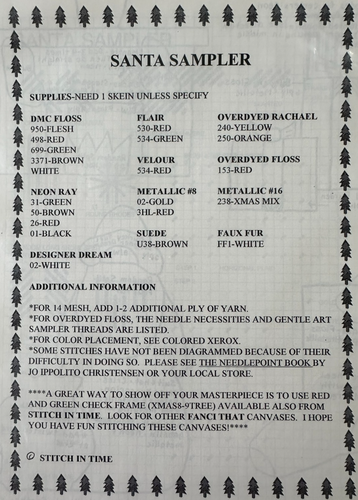 SANTA SAMPLER
SUPPLIES-NEED 1 SKEIN UNLESS SPECIFY
DMC FLOSS
950-FLESH
498-RED
699-GREEN
3371-BROWN
WHITE
FLAIR
530-RED
534-GREEN
VELOUR
534-RED
OVERDYED RACHAEL
240-YELLOW
250-ORANGE
OVERDYED FLOSS
153-RED
NEON RAY
31-GREEN
50-BROWN
26-RED
01-BLACK
METALLIC #8
02-GOLD
3HL-RED
METALLIC #16
238-XMAS MIX
SUEDE
U38-BROWN
FAUX FUR
FF1-WHITE
DESIGNER DREAM
02-WHITE
ADDITIONAL INFORMATION
*FOR 14 MESH, ADD 1-2 ADDITIONAL PLY OF YARN.
*FOR OVERDYED FLOSS, THE NEEDLE NECESSITIES AND GENTLE ART
SAMPLER THREADS ARE LISTED.
*FOR COLOR PLACEMENT, SEE COLORED XEROX.
*SOME STITCHES HAVE NOT BEEN DIAGRAMMED BECAUSE OF THEIR
DIFFICULTY IN DOING SO. PLEASE SEE THE NEEDLEPOINT BOOK BY
JO IPPOLITO CHRISTENSEN OR YOUR LOCAL STORE.
****A GREAT WAY TO SHOW OFF YOUR MASTERPIECE IS TO USE RED
AND GREEN CHECK FRAME (XMAS8-9TREE) AVAILABLE ALSO FROM
STITCH IN TIME. LOOK FOR OTHER FANCI THAT CANVASES. I HOPE
YOU HAVE FUN STITCHING THESE CANVASES!****
© STITCH IN TIME